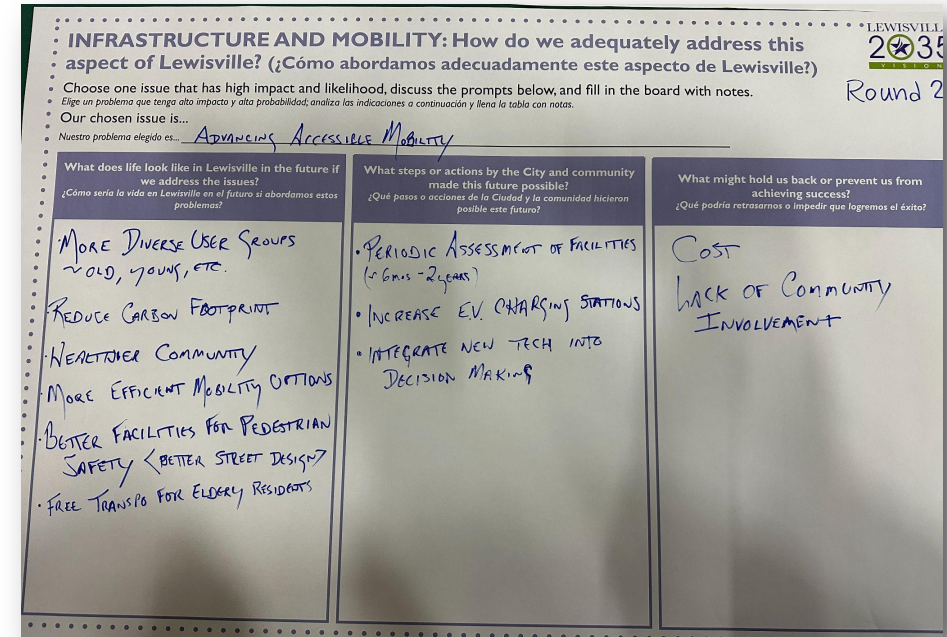 INFRASTRUCTURE AND MOBILITY: How do we adequately address this
aspect of Lewisville? (¿Cómo abordamos adecuadamente este aspecto de Lewisville?)
LEWISVILL
2035
VISION
Round 2
Choose one issue that has high impact and likelihood, discuss the prompts below, and fill in the board with notes.
Elige un problema que tenga alto impacto y alta probabilidad; analiza las indicaciones a continuación y llena la tabla con notas.
Our chosen issue is...
Nuestro problema elegido es... ADVANCING ACCESSIBLE MOBILITY
What does life look like in Lewisville in the future if
we address the issues?
¿Cómo sería la vida en Lewisville en el futuro si abordamos estos
problemas?
· MORE DIVERSE USER GROUPS
~ OLD, YOUNG, ETC.
· REDUCE CARBON FOOTPRINT
· HEALTHIER COMMUNITY
· MORE EFFICIENT MOBILITY OPTIONS
· BETTER FACILITIES FOR PEDESTRIAN
SAFETY <BETTER STREET DESIGN>
· FREE TRANSPO FOR ELDERY RESIDENTS
What steps or actions by the City and community
made this future possible?
¿Qué pasos o acciones de la Ciudad y la comunidad hicieron
posible este futuro?
· PERIODIC ASSESSMENT OF FACILITIES
(~ 6mos - 2 years)
· INCREASE E.V. CHARGING STATIONS
· INTEGRATE NEW TECH INTO
DECISION MAKING
What might hold us back or prevent us from
achieving success?
¿Qué podría retrasarnos o impedir que logremos el éxito?
COST
LACK OF COMMUNITY
INVOLVEMENT